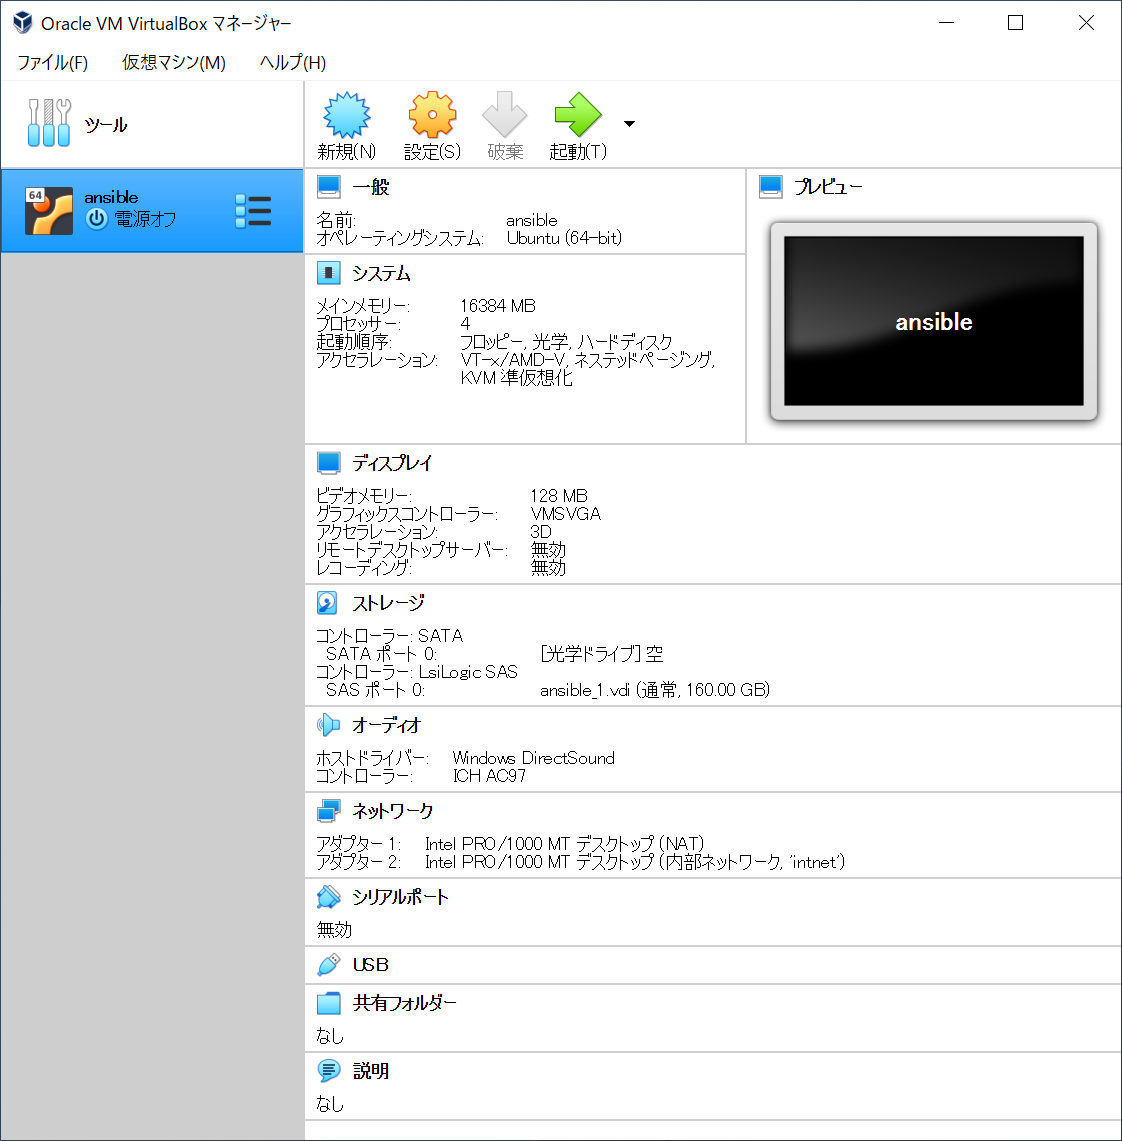 Oracle VM VirtualBox マネージャー
ファイル(F) 仮想マシン(M) ヘルプ(H)
ツール
新規(N) 設定(S) 破棄 起動(T)
64
ansible
電源オフ
一般
名前: ansible
オペレーティングシステム: Ubuntu (64-bit)
プレビュー
ansible
システム
メインメモリー: 16384 MB
プロセッサー: 4
起動順序: フロッピー, 光学, ハードディスク
アクセラレーション: VT-x/AMD-V, ネステッドページング,
KVM 準仮想化
ディスプレイ
ビデオメモリー: 128 MB
グラフィックスコントローラー: VMSVGA
アクセラレーション: 3D
リモートデスクトップサーバー: 無効
レコーディング: 無効
ストレージ
コントローラー: SATA
SATA ポート 0: [光学ドライブ] 空
コントローラー: LsiLogic SAS
SAS ポート 0: ansible_1.vdi (通常, 160.00 GB)
オーディオ
ホストドライバー: Windows DirectSound
コントローラー: ICH AC97
ネットワーク
アダプター 1: Intel PRO/1000 MT デスクトップ (NAT)
アダプター 2: Intel PRO/1000 MT デスクトップ (内部ネットワーク, 'intnet')
シリアルポート
無効
USB
共有フォルダー
なし
説明
なし